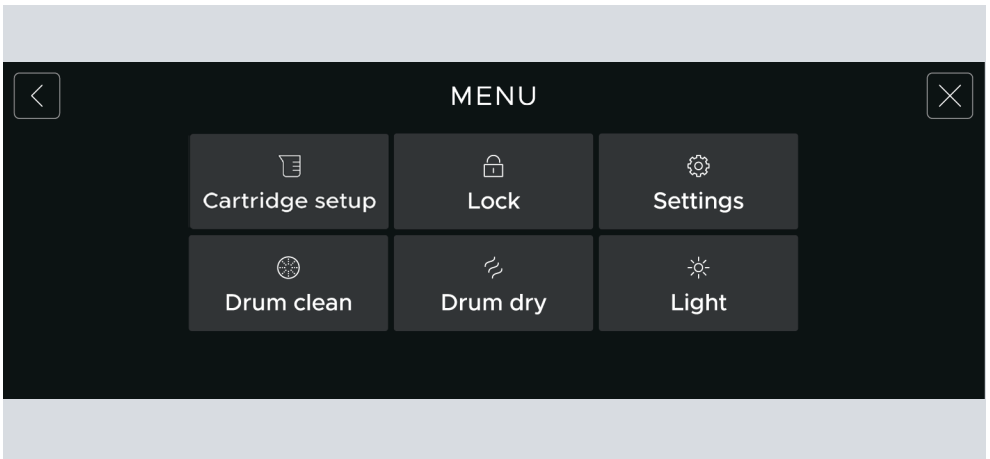 MENU
Cartridge setup
Lock
Settings
Drum clean
Drum dry
Light